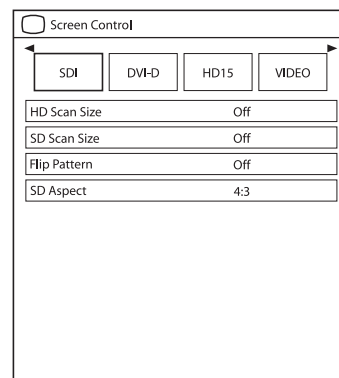 Screen Control
SDI DVI-D HD15 VIDEO
HD Scan Size Off
SD Scan Size Off
Flip Pattern Off
SD Aspect 4:3